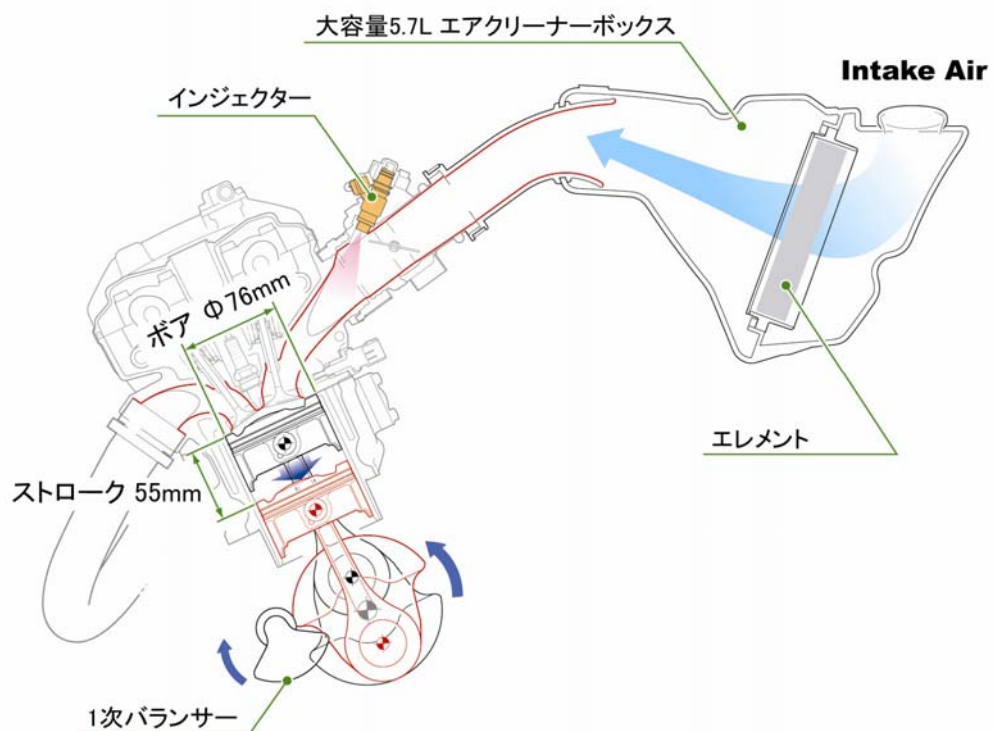 大容量5.7L エアクリーナーボックス
Intake Air
インジェクター
ボア Φ76mm
エレメント
ストローク 55mm
1次バランサー